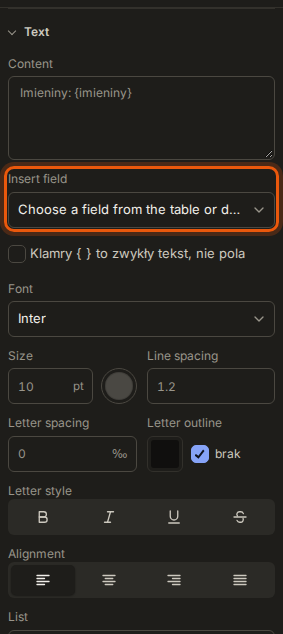 Text
Content
Imieniny: {imieniny}
Insert field
Choose a field from the table or d...
Klamry { } to zwykły tekst, nie pola
Font
Inter
Size
Line spacing
10 pt
1.2
Letter spacing
Letter outline
0 ‰
brak
Letter style
B I U S
Alignment
List